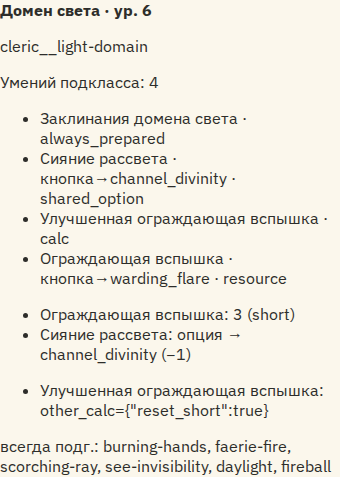 Домен света · ур. 6
cleric__light-domain
Умений подкласса: 4
Заклинания домена света ·
always_prepared
Сияние рассвета ·
кнопка→channel_divinity ·
shared_option
Улучшенная ограждающая вспышка ·
calc
Ограждающая вспышка ·
кнопка→warding_flare · resource
Ограждающая вспышка: 3 (short)
Сияние рассвета: опция →
channel_divinity (−1)
Улучшенная ограждающая вспышка:
other_calc={"reset_short":true}
всегда подг.: burning-hands, faerie-fire,
scorching-ray, see-invisibility, daylight, fireball